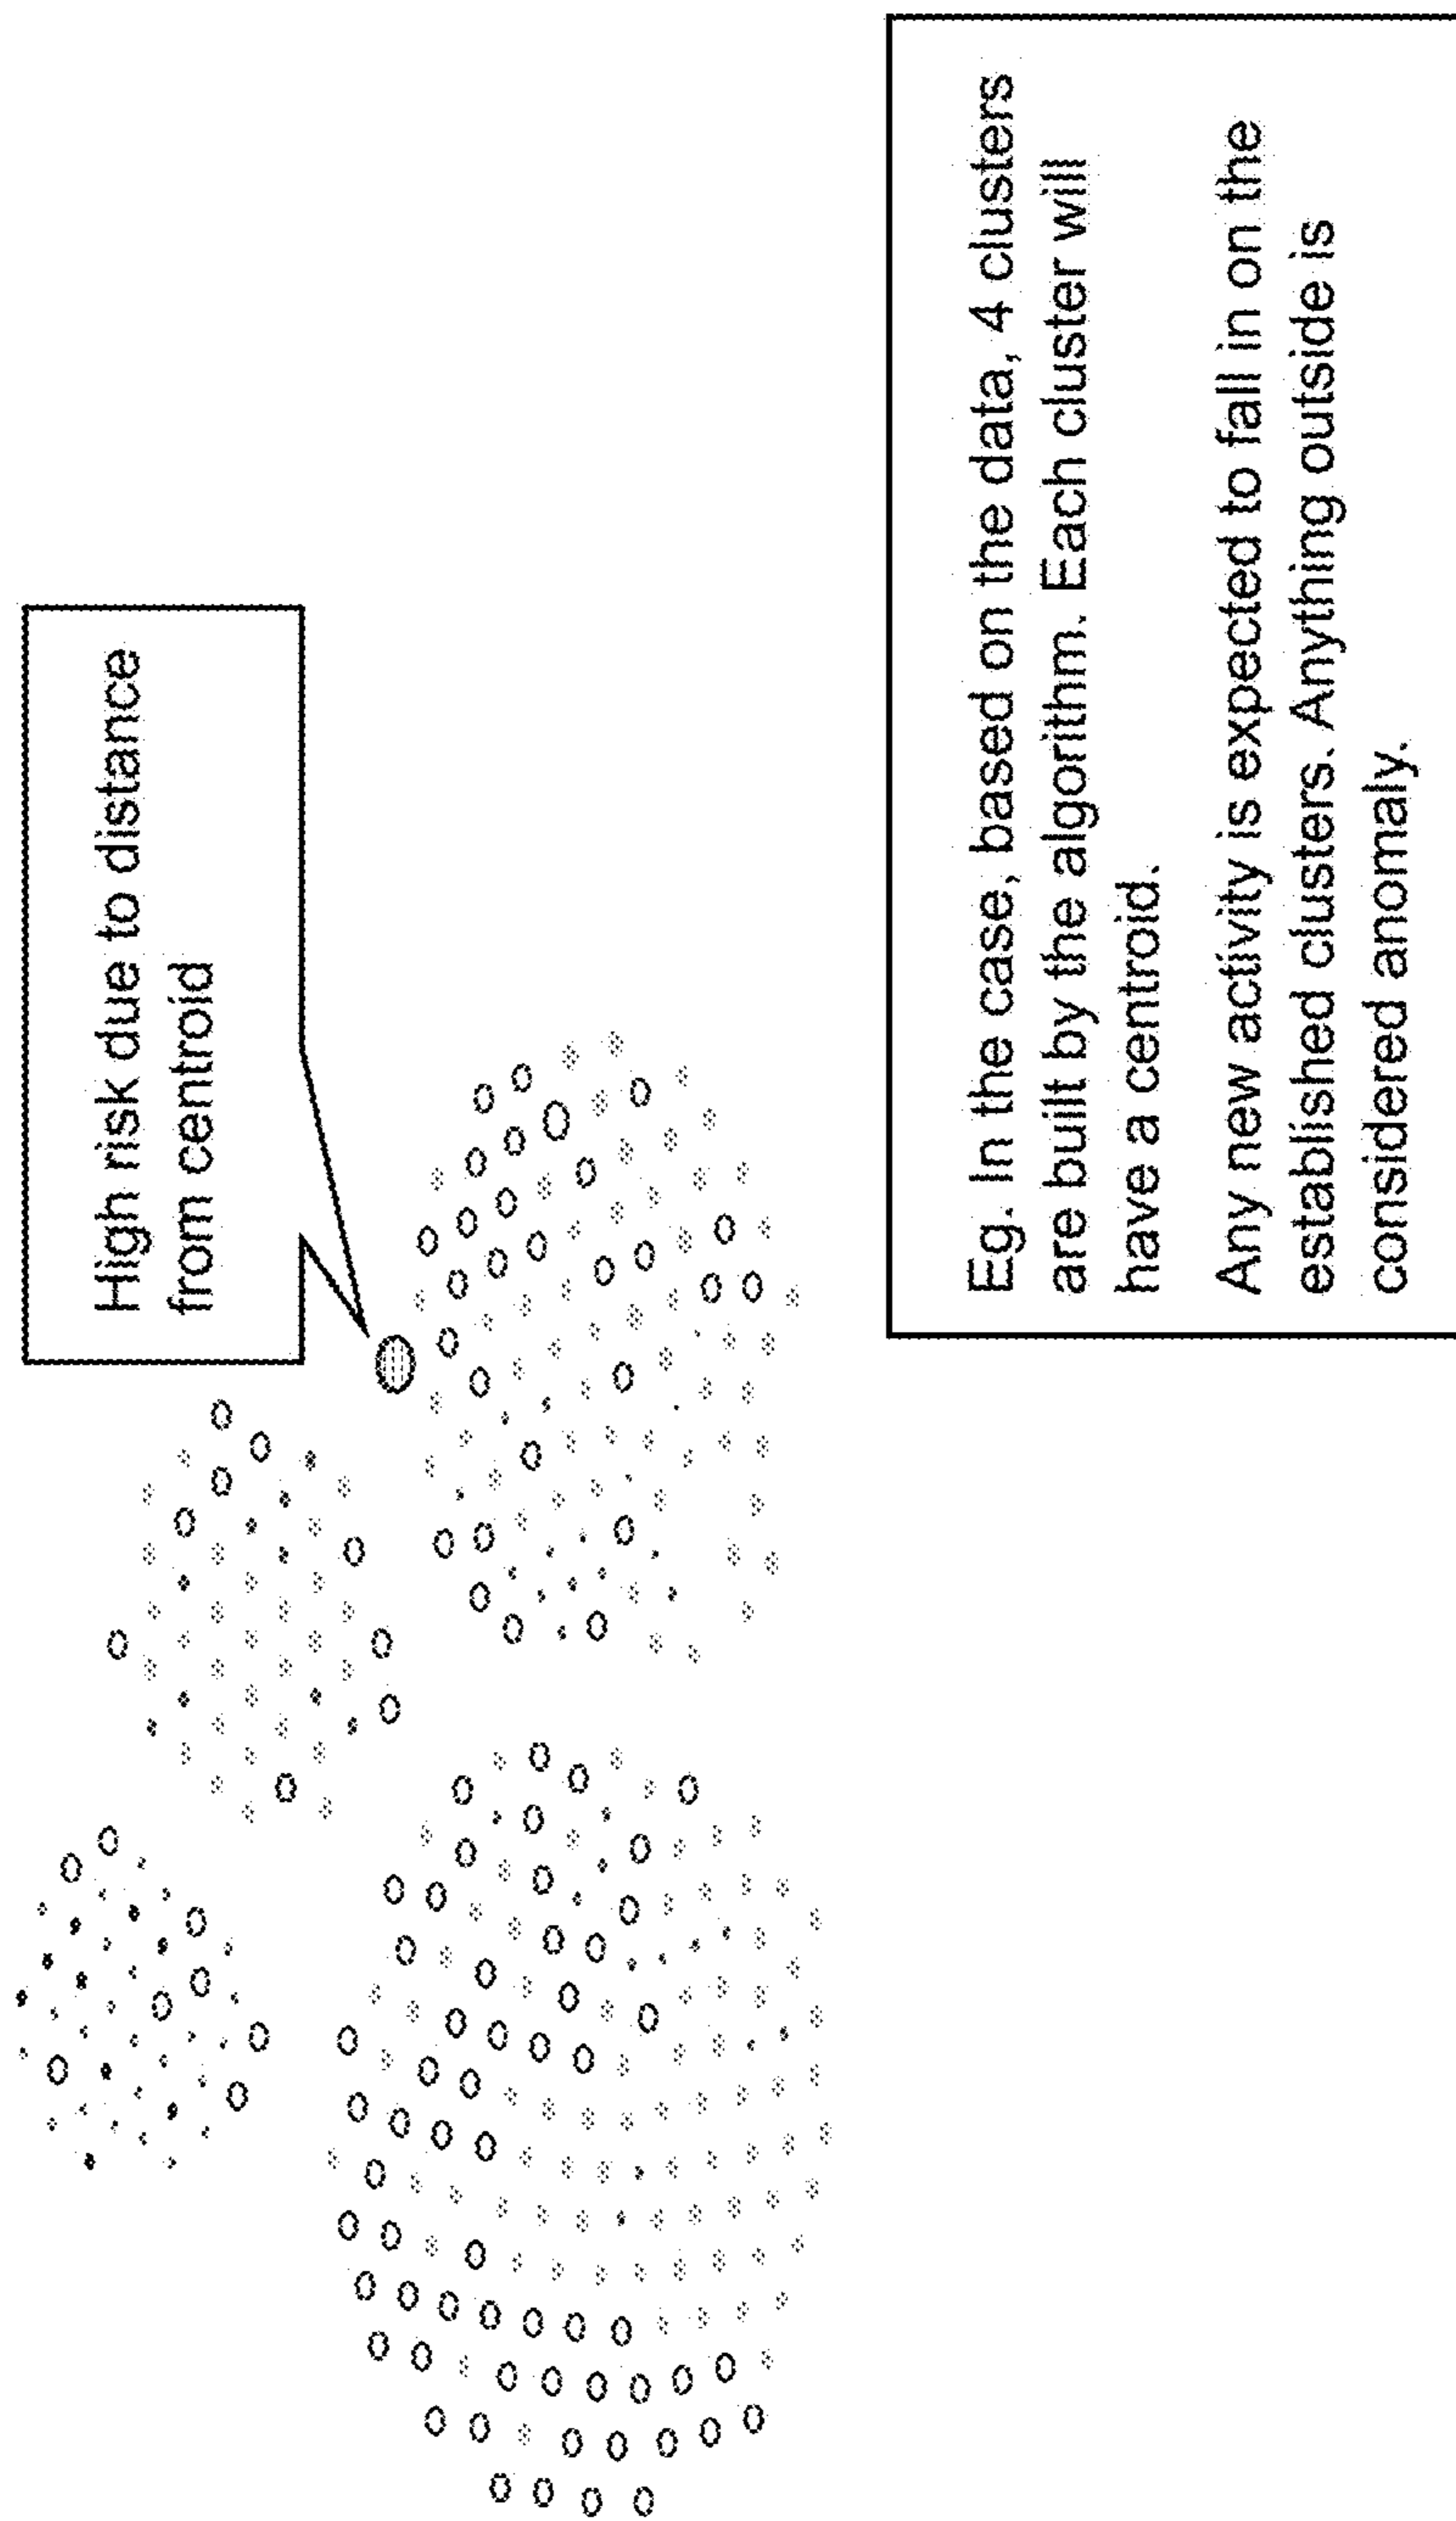 High risk due to distance
from centroid
Eg. In the case, based on the data, 4 clusters
are built by the algorithm. Each cluster will
have a centroid.
Any new activity is expected to fall in on the
established clusters. Anything outside is
considered anomaly.